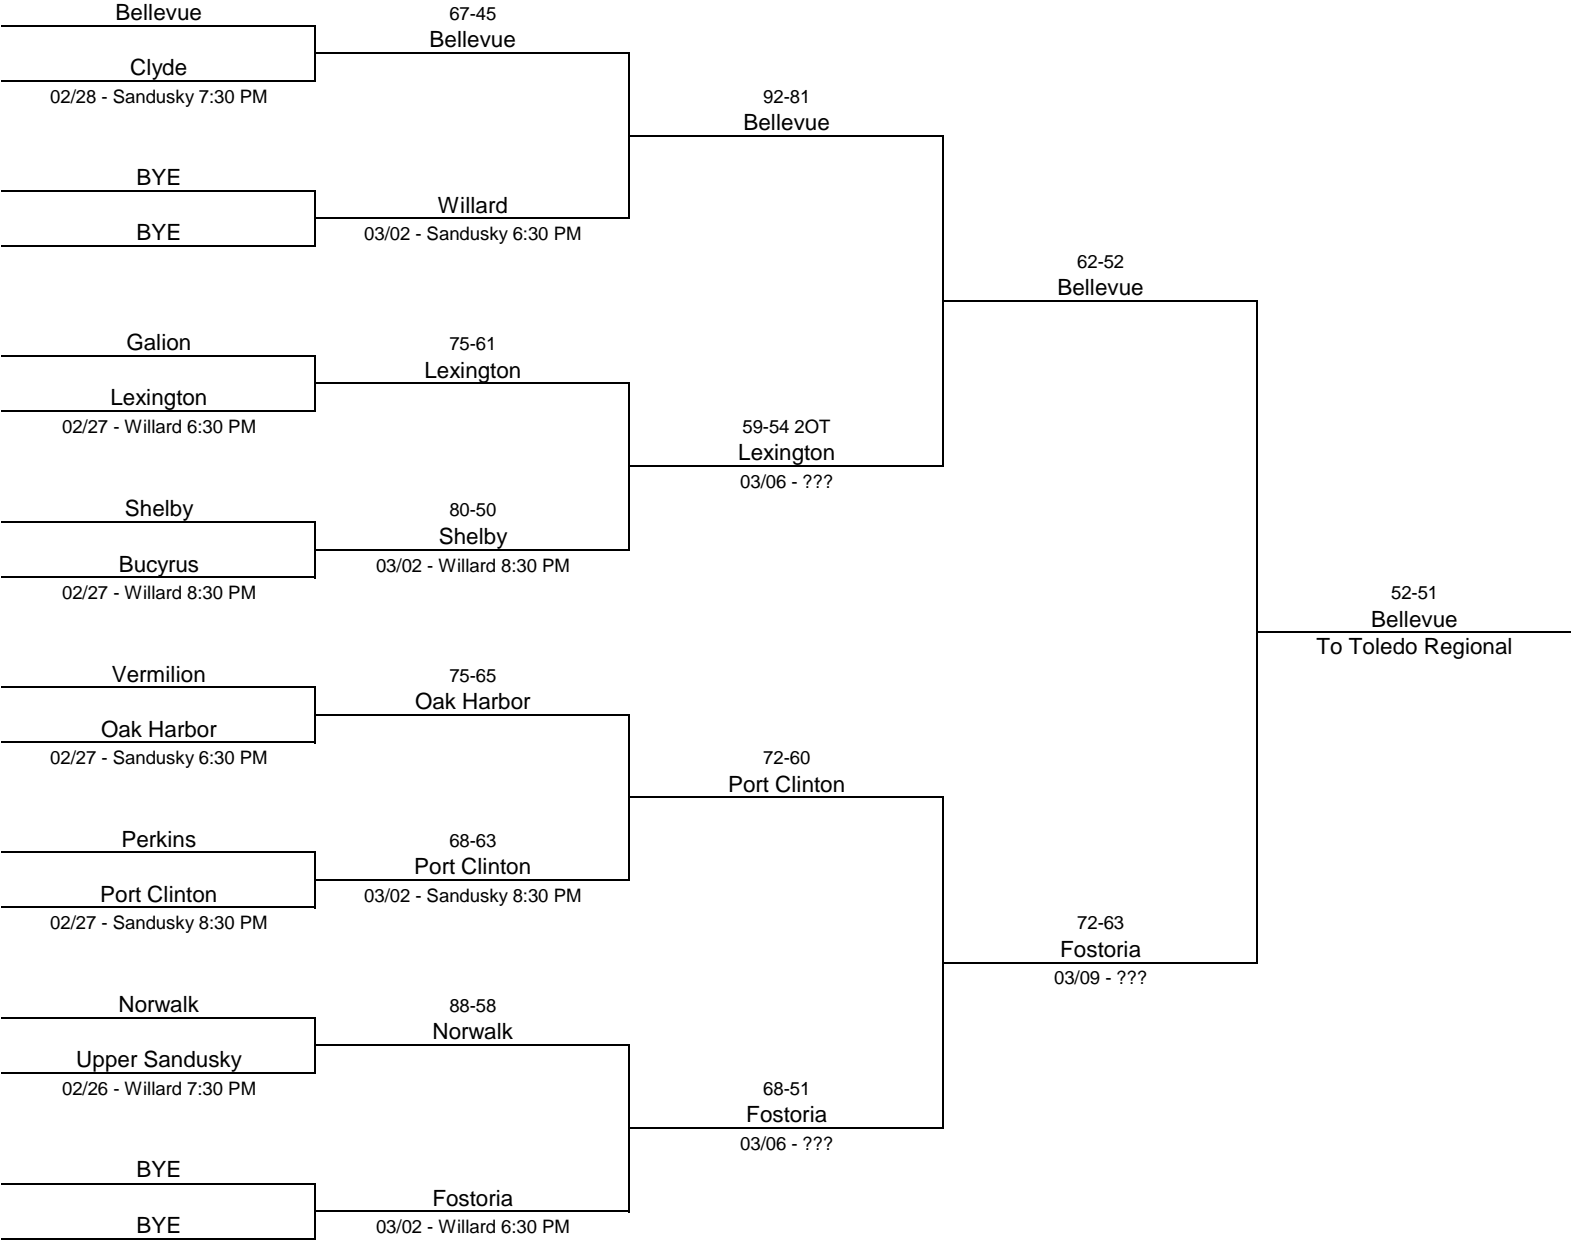 Bellevue
Clyde
02/28 - Sandusky 7:30 PM
BYE
BYE
Galion
Lexington
02/27 - Willard 6:30 PM
Shelby
Bucyrus
02/27 - Willard 8:30 PM
Vermilion
Oak Harbor
02/27 - Sandusky 6:30 PM
Perkins
Port Clinton
02/27 - Sandusky 8:30 PM
Norwalk
Upper Sandusky
02/26 - Willard 7:30 PM
BYE
BYE
67-45
Bellevue
Willard
03/02 - Sandusky 6:30 PM
75-61
Lexington
80-50
Shelby
03/02 - Willard 8:30 PM
75-65
Oak Harbor
68-63
Port Clinton
03/02 - Sandusky 8:30 PM
88-58
Norwalk
Fostoria
03/02 - Willard 6:30 PM
92-81
Bellevue
59-54 2OT
Lexington
03/06 - ???
72-60
Port Clinton
68-51
Fostoria
03/06 - ???
62-52
Bellevue
72-63
Fostoria
03/09 - ???
52-51
Bellevue
To Toledo Regional